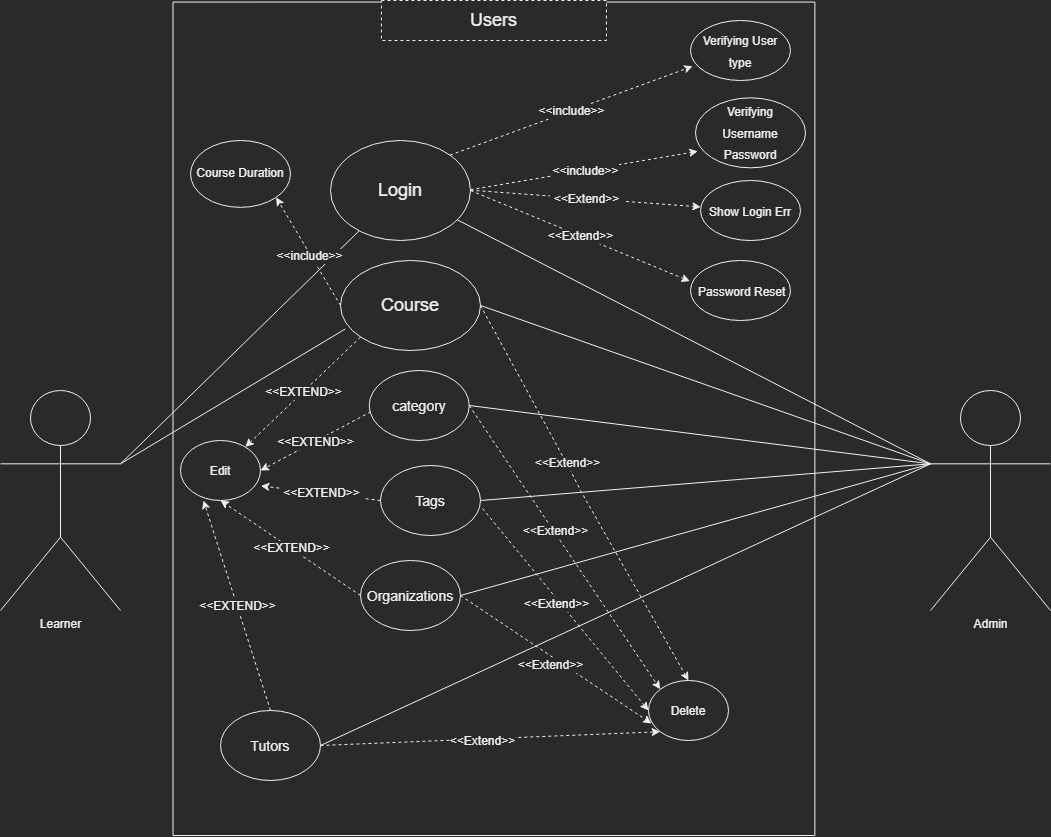 Users
Verifying User
type
<<include>>
Verifying
Username
Password
Course Duration
Login
<<include>>
<<Extend>>
Show Login Err
<<Extend>>
<<include>>
Password Reset
Course
<<EXTEND>>
category
<<EXTEND>>
<<Extend>>
Edit
<<EXTEND>>
Tags
<<Extend>>
<<EXTEND>>
Organizations
<<Extend>>
<<EXTEND>>
Learner
Admin
<<Extend>>
Delete
Tutors
<<Extend>>